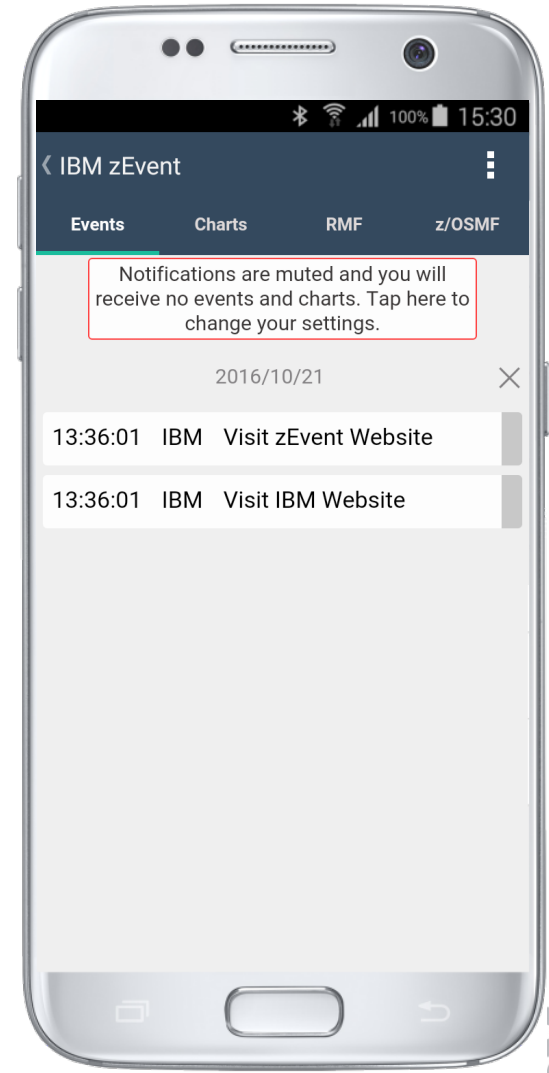 100% 15:30
IBM zEvent
Events Charts RMF z/OSMF
Notifications are muted and you will
receive no events and charts. Tap here to
change your settings.
2016/10/21
13:36:01 IBM Visit zEvent Website
13:36:01 IBM Visit IBM Website